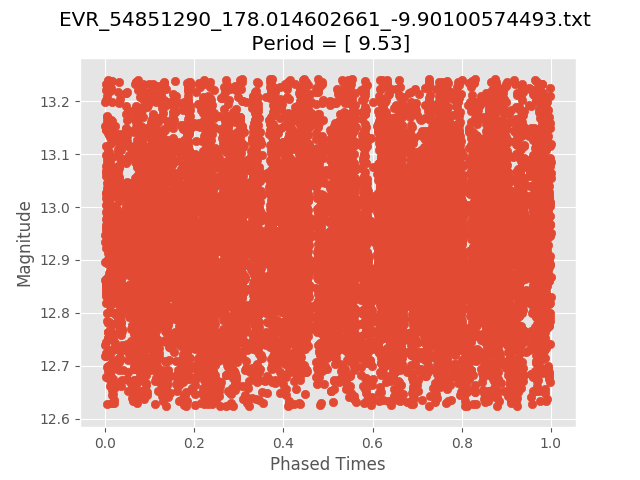 EVR_54851290_178.014602661_-9.90100574493.txt
Period = [ 9.53]
13.2
13.1
13.0
12.9
12.8
12.7
12.6
Magnitude
0.0 0.2 0.4 0.6 0.8 1.0
Phased Times